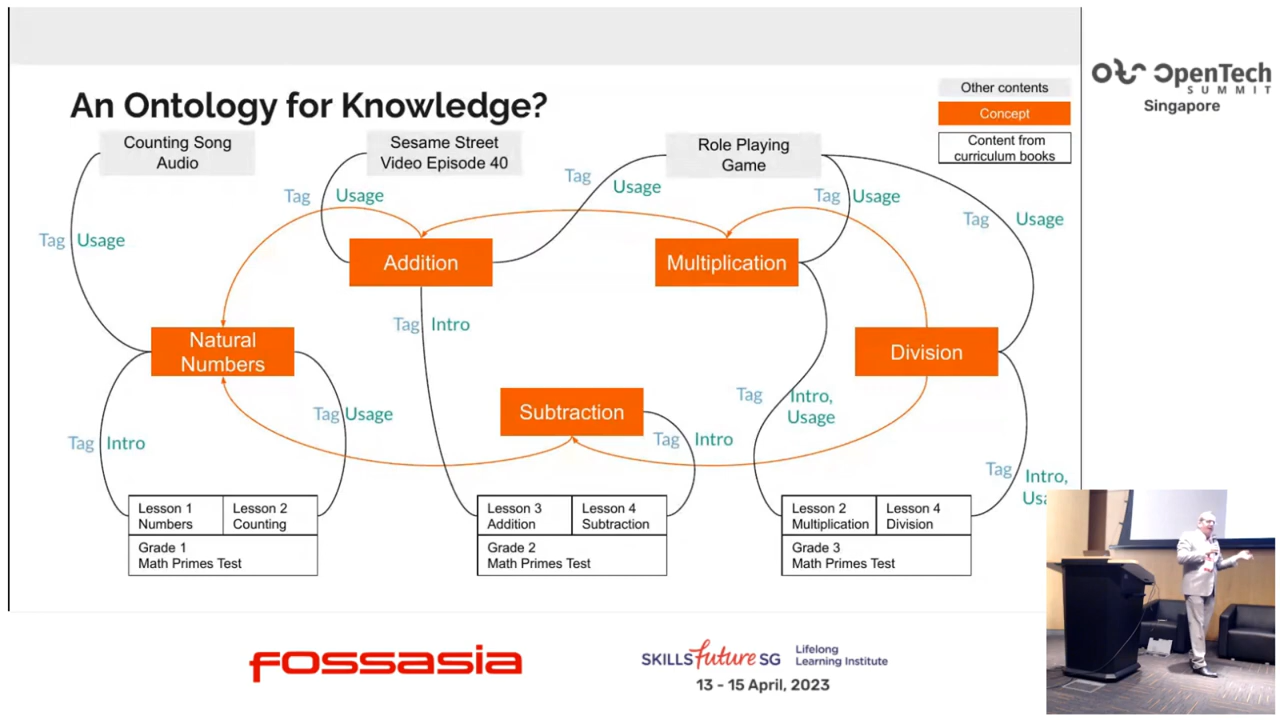 An Ontology for Knowledge?
Other contents
Concept
Content from
curriculum books
OpenTech
SUMMIT
Singapore
Counting Song
Audio
Sesame Street
Video Episode 40
Role Playing
Game
Tag Usage
Tag Usage
Tag Usage
Tag Usage
Tag Usage
Addition
Multiplication
Natural
Numbers
Tag Intro
Division
Subtraction
Tag Intro
Tag Usage
Tag Intro
Tag Intro,
Usage
Tag Intro,
Lesson 1
Numbers
Lesson 2
Counting
Grade 1
Math Primes Test
Lesson 3
Addition
Lesson 4
Subtraction
Grade 2
Math Primes Test
Lesson 2
Multiplication
Lesson 4
Division
Grade 3
Math Primes Test
FOSSASIA
SKILLS future SG
Lifelong
Learning Institute
13 - 15 April, 2023